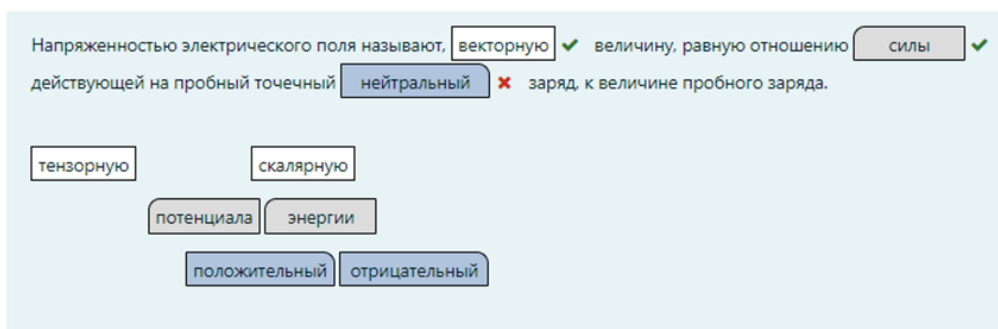 Напряженностью электрического поля называют, векторную величину, равную отношению силы
действующей на пробный точечный нейтральный заряд, к величине пробного заряда.
тензорную скалярную
потенциала энергии
положительный отрицательный